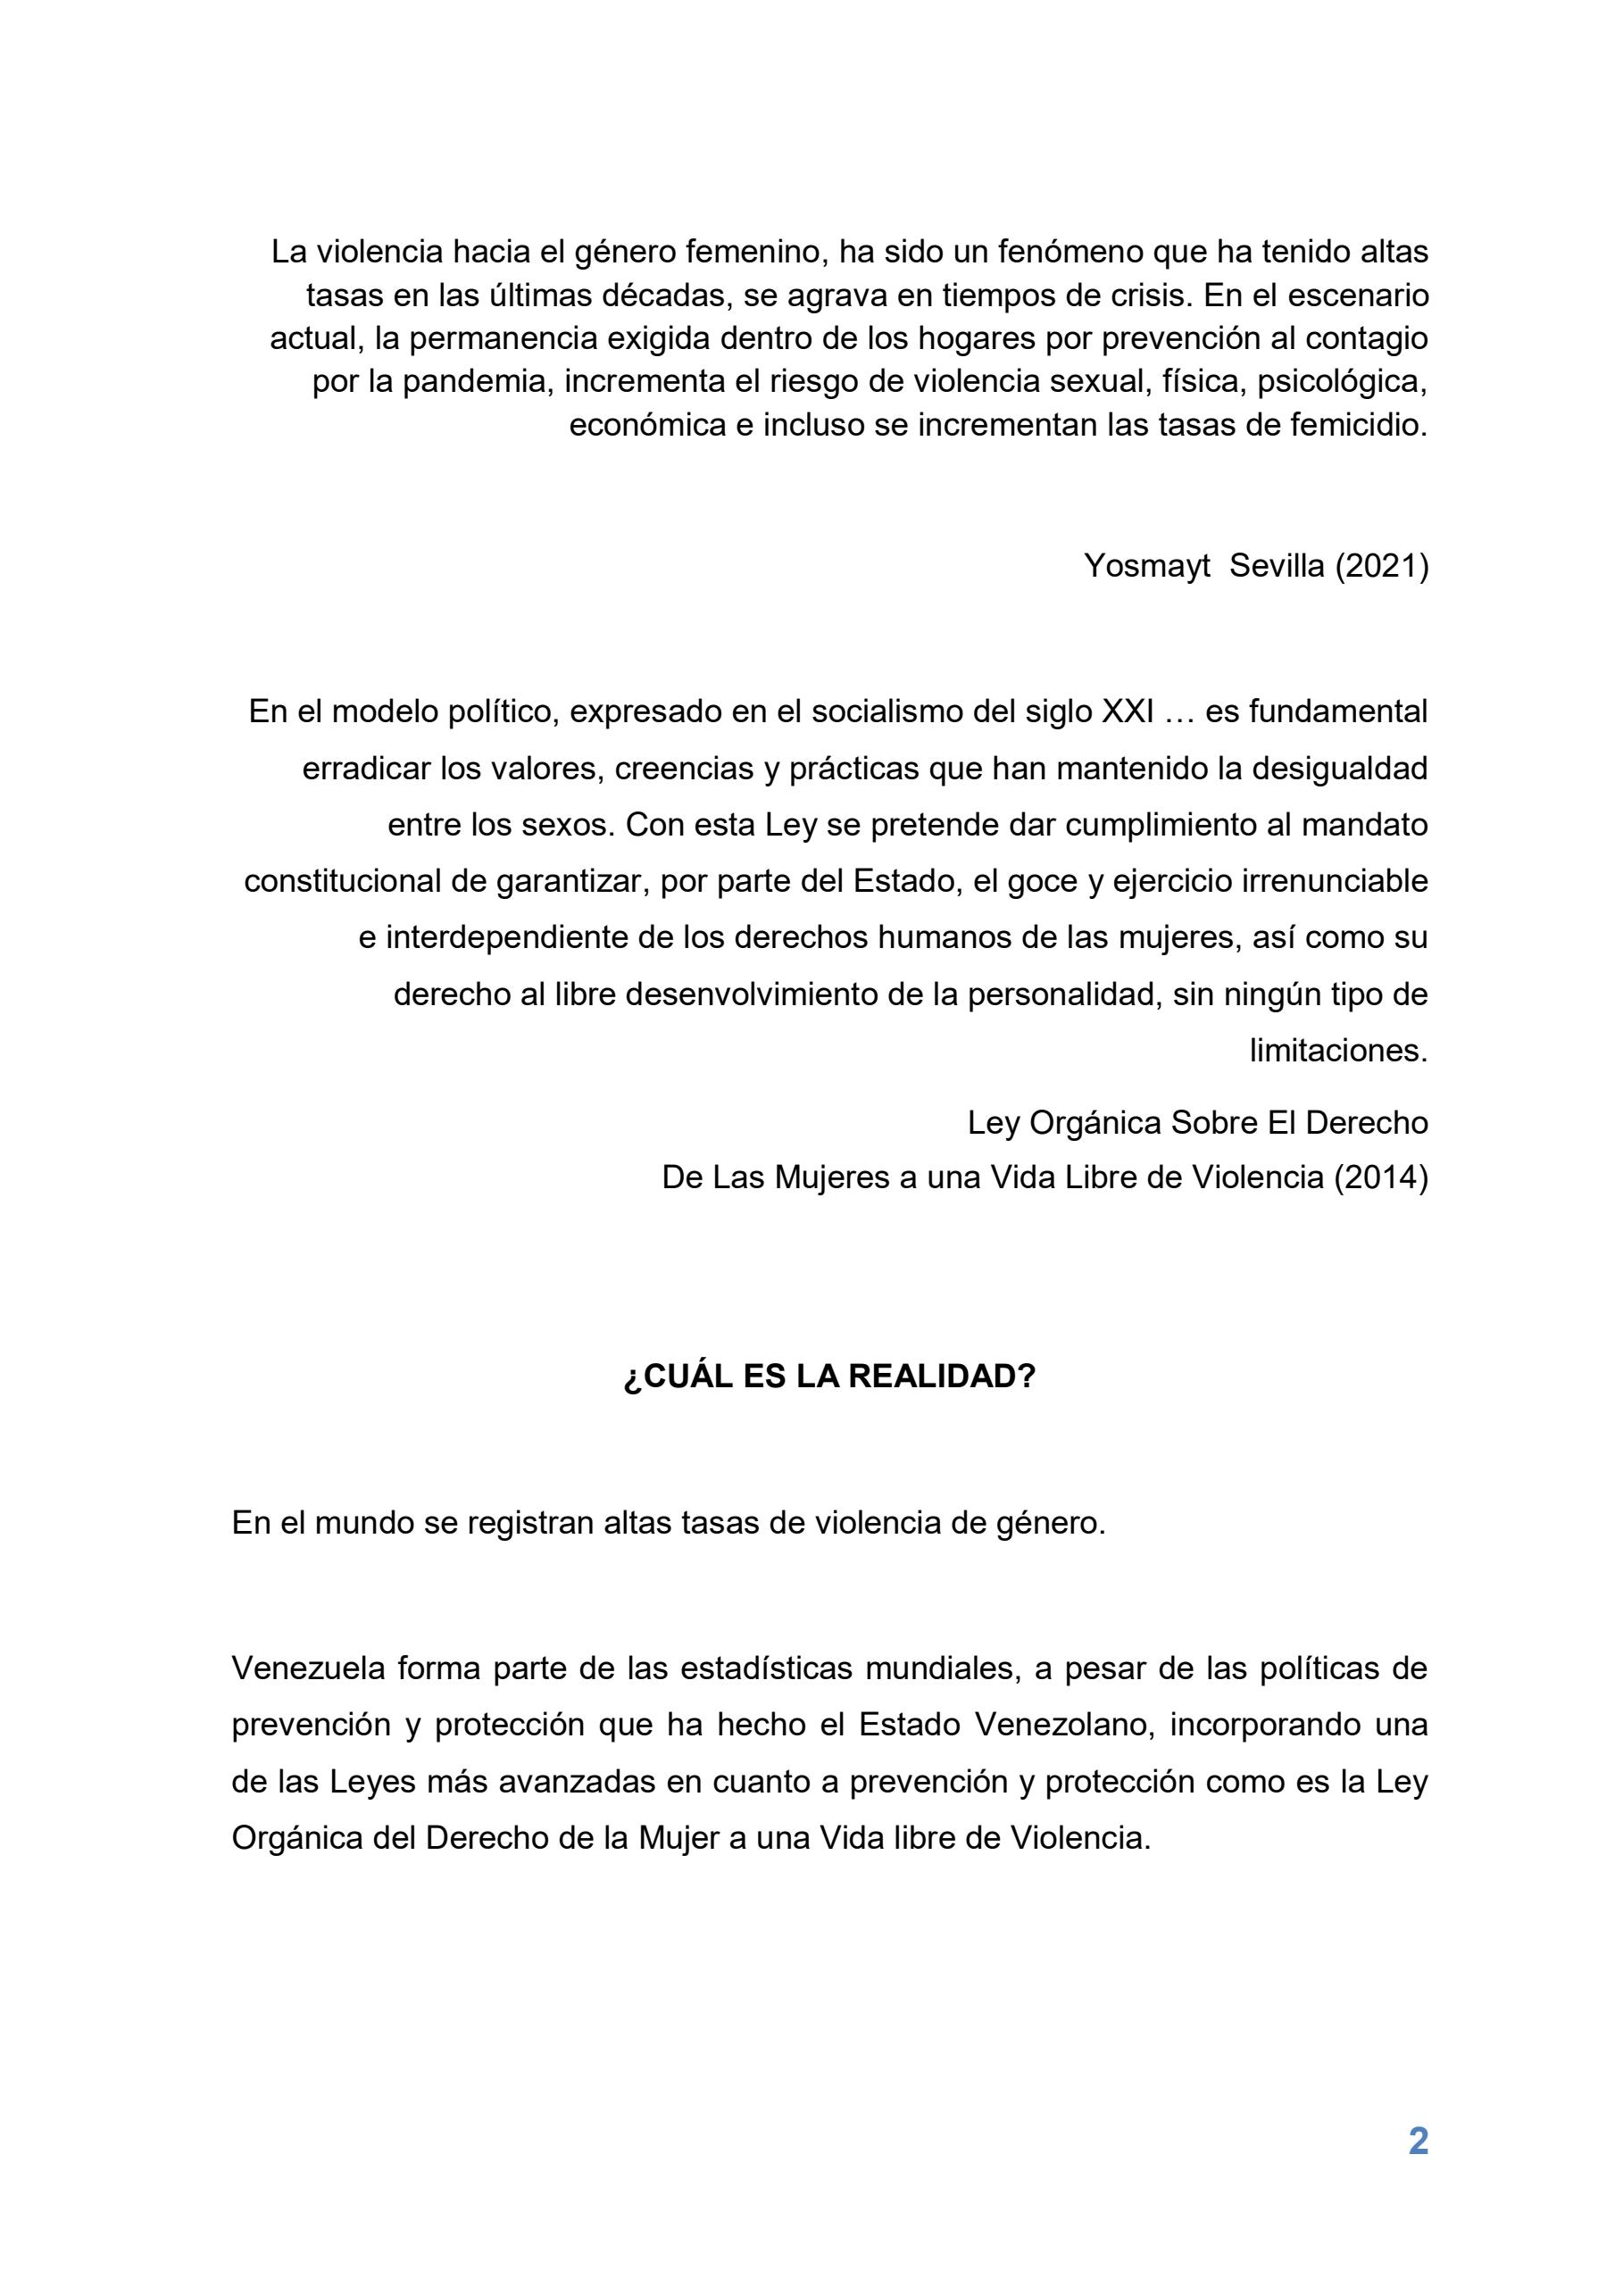 La violencia hacia el género femenino, ha sido un fenómeno que ha tenido altas
tasas en las últimas décadas, se agrava en tiempos de crisis. En el escenario
actual, la permanencia exigida dentro de los hogares por prevención al contagio
por la pandemia, incrementa el riesgo de violencia sexual, física, psicológica,
económica e incluso se incrementan las tasas de femicidio.
Yosmayt  Sevilla (2021)
En el modelo político, expresado en el socialismo del siglo XXI … es fundamental
erradicar los valores, creencias y prácticas que han mantenido la desigualdad
entre los sexos. Con esta Ley se pretende dar cumplimiento al mandato
constitucional de garantizar, por parte del Estado, el goce y ejercicio irrenunciable
e interdependiente de los derechos humanos de las mujeres, así como su
derecho al libre desenvolvimiento de la personalidad, sin ningún tipo de
limitaciones.
Ley Orgánica Sobre El Derecho
De Las Mujeres a una Vida Libre de Violencia (2014)
¿CUÁL ES LA REALIDAD?
En el mundo se registran altas tasas de violencia de género.
Venezuela forma parte de las estadísticas mundiales, a pesar de las políticas de
prevención y protección que ha hecho el Estado Venezolano, incorporando una
de las Leyes más avanzadas en cuanto a prevención y protección como es la Ley
Orgánica del Derecho de la Mujer a una Vida libre de Violencia.
2